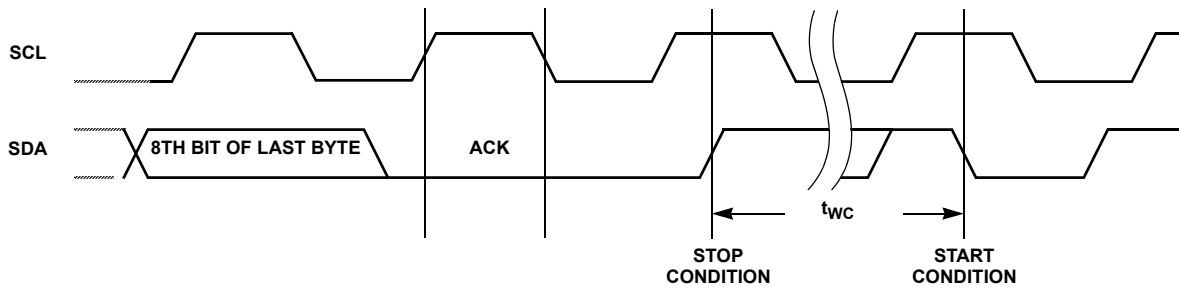 SCL
SDA
8TH BIT OF LAST BYTE
ACK
tWC
STOP
CONDITION
START
CONDITION